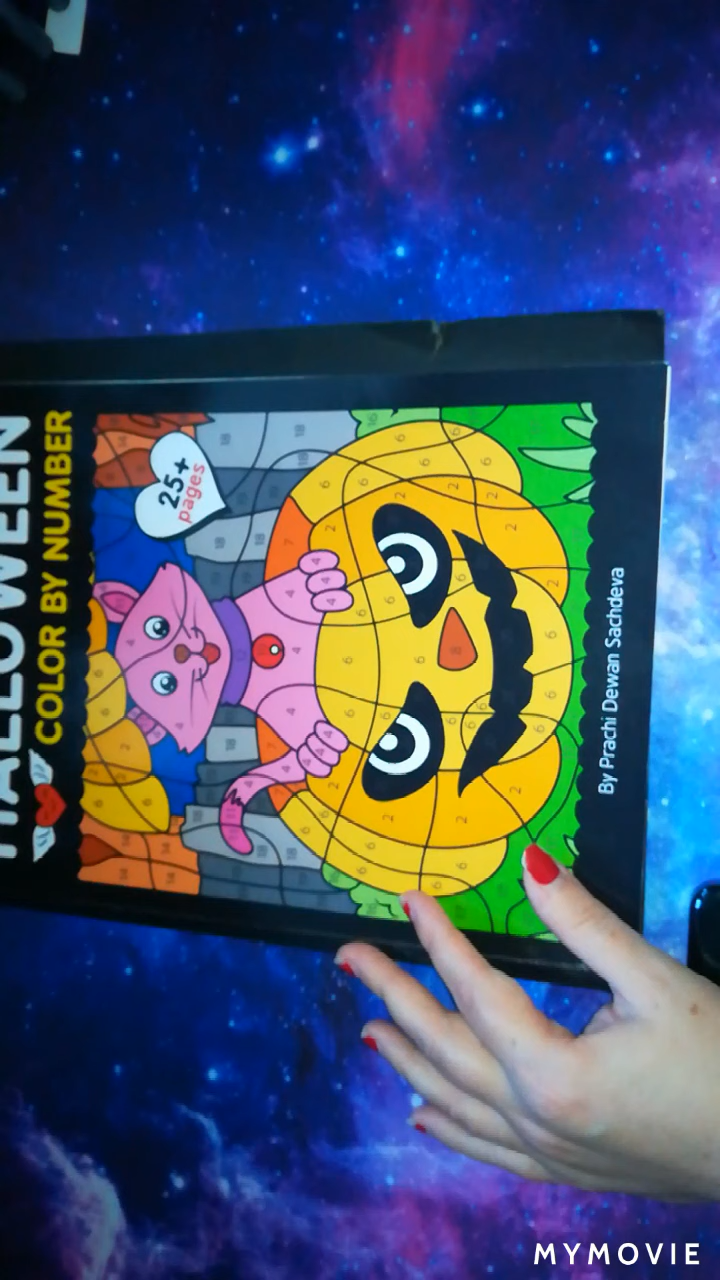 HALLOWEEN
COLOR BY NUMBER
25+
pages
By Prachi Dewan Sachdeva
MYMOVIE